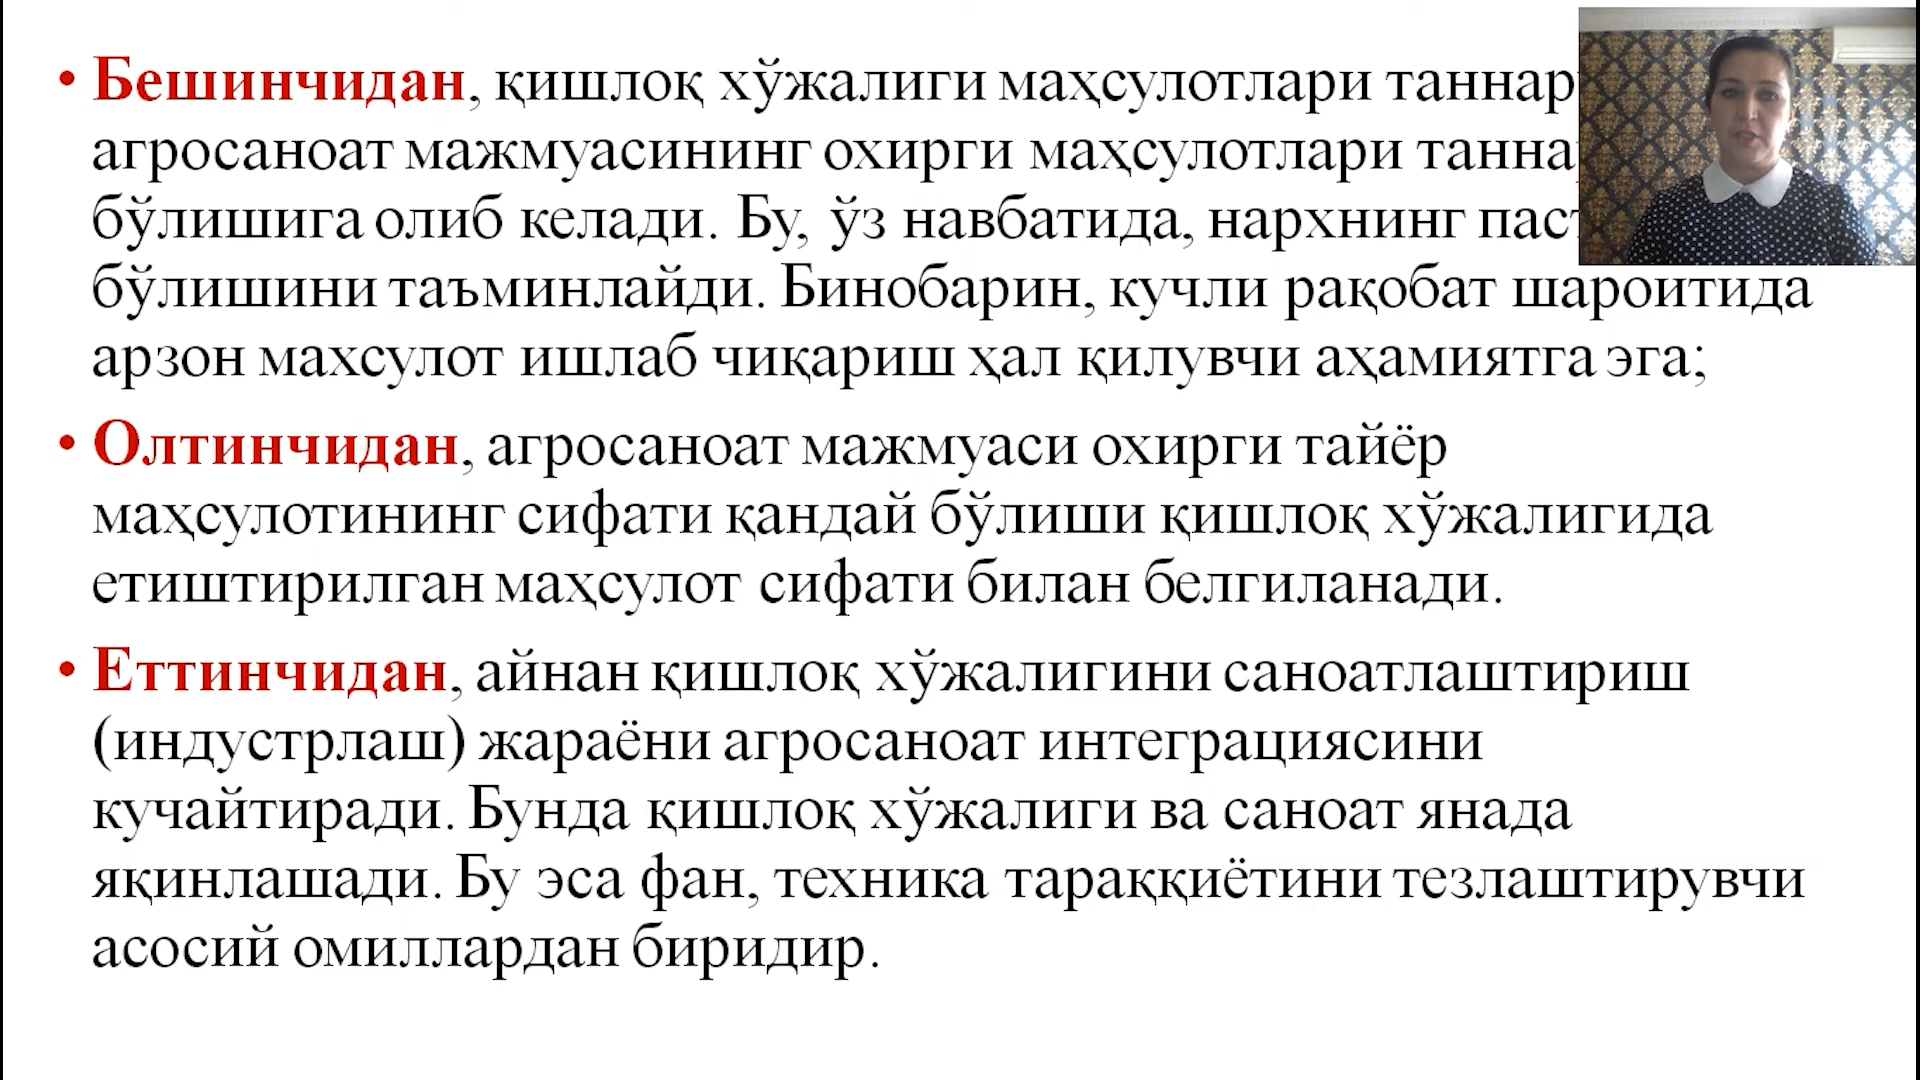 • Бешинчидан, қишлоқ хўжалиги маҳсулотлари
агросаноат мажмуасининг охирги маҳсулотлари
бўлишига олиб келади. Бу, ўз навбатида, нархнинг
бўлишини таъминлайди. Бинобарин, кучли рақобат шароитида
арзон махсулот ишлаб чиқариш ҳал қилувчи аҳамиятга эга;
• Олтинчидан, агросаноат мажмуаси охирги тайёр
маҳсулотининг сифати қандай бўлиши қишлоқ хўжалигида
етиштирилган маҳсулот сифати билан белгиланади.
• Еттинчидан, айнан қишлоқ хўжалигини саноатлаштириш
(индустрлаш) жараёни агросаноат интеграциясини
кучайтиради. Бунда қишлоқ хўжалиги ва саноат янада
яқинлашади. Бу эса фан, техника тараққиётини тезлаштирувчи
асосий омиллардан биридир.